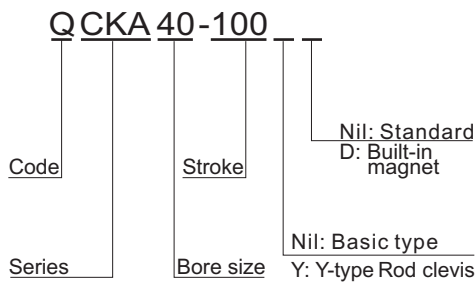 QCKA40-100
Nil: Standard
D: Built-in
magnet
Code
Stroke
Nil: Basic type
Series
Bore size
Y: Y-type Rod clevis